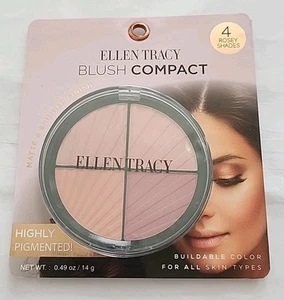 ELLEN TRACY
BLUSH COMPACT
4
ROSEY
SHADES
MATTE &
ELLEN TRACY
HIGHLY
PIGMENTED!
NET WT. 0.49 oz / 14 g
BUILDABLE COLOR
FOR ALL SKIN TYPES